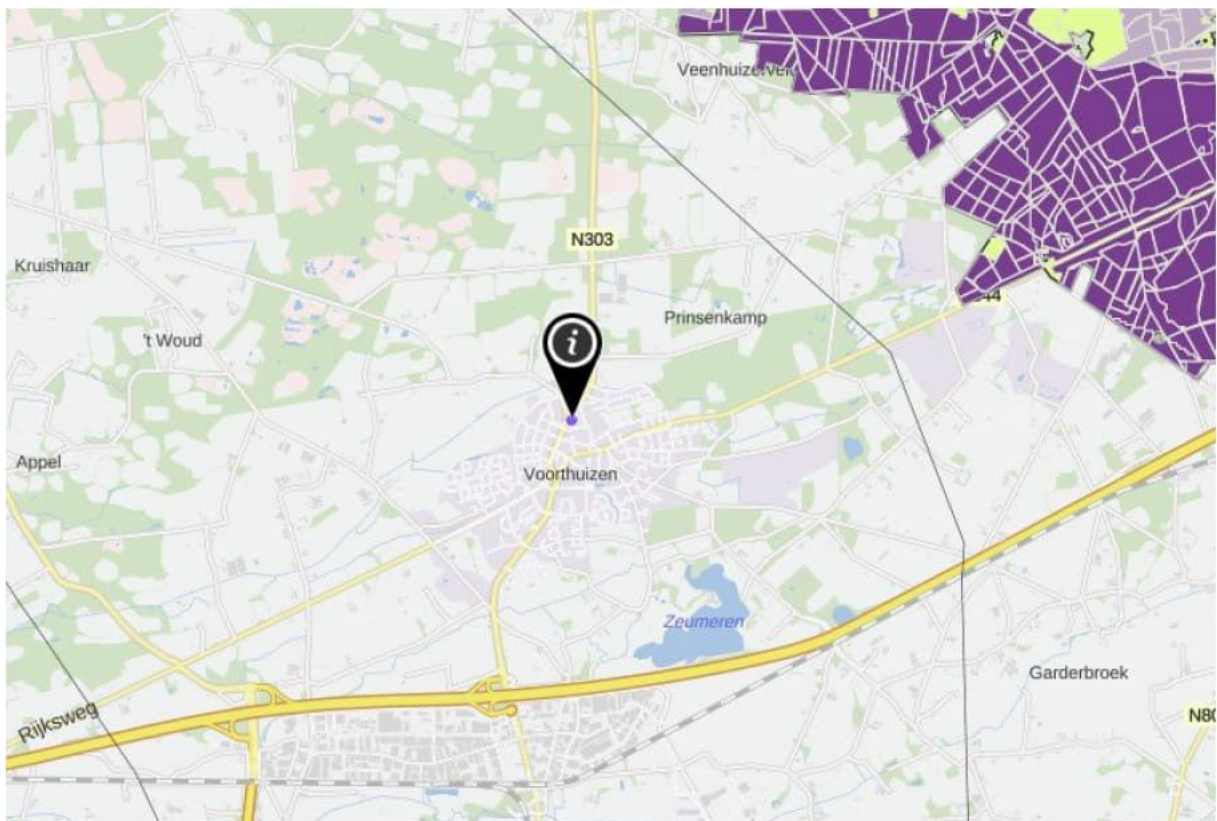 Veenhuizerveld
N303
Kruishaar
Prinsenkamp
't Woud
i
Appel
Voorthuizen
Zeumeren
Garderbroek
Rijksweg